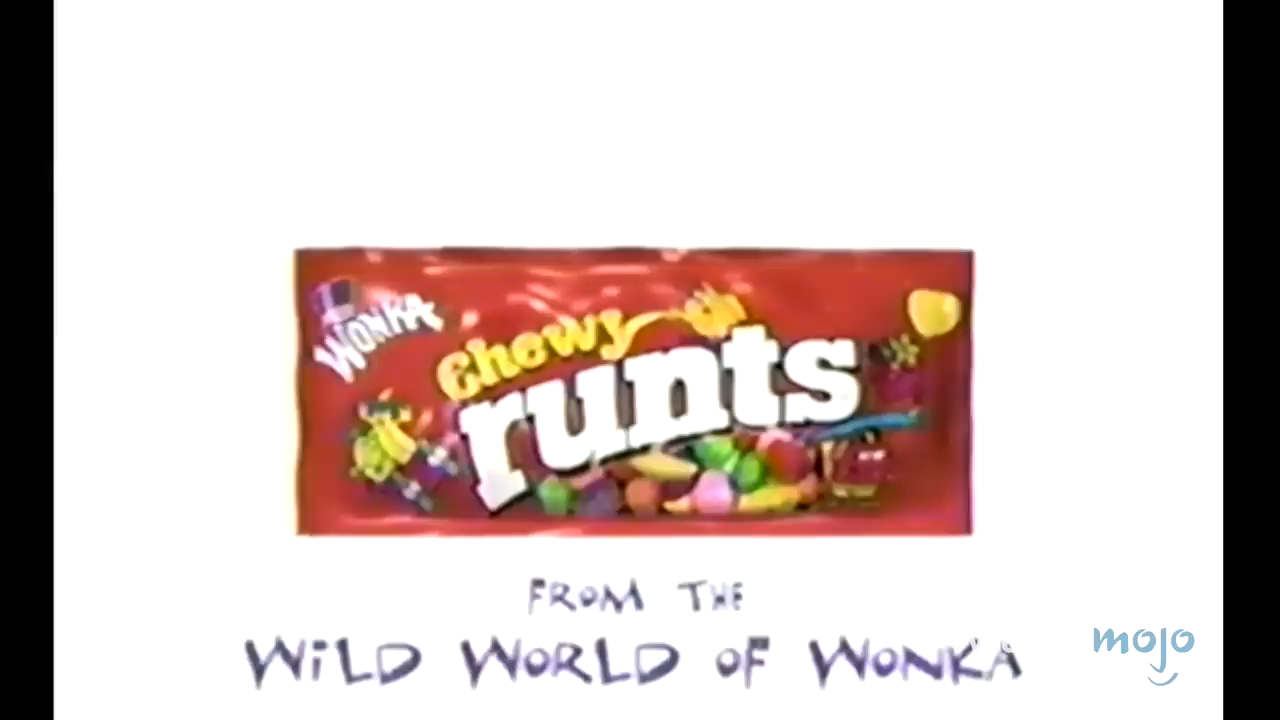 WONKA
Chewy
runts
FROM THE
WiLD WORLD OF WONKA
mojo